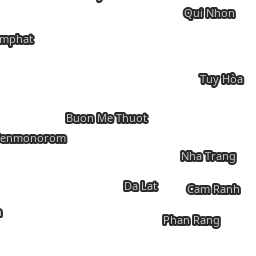 Qui Nhon
mphat
Tuy Hòa
Buon Me Thuot
enmonorom
Nha Trang
Da Lat
Cam Ranh
Phan Rang